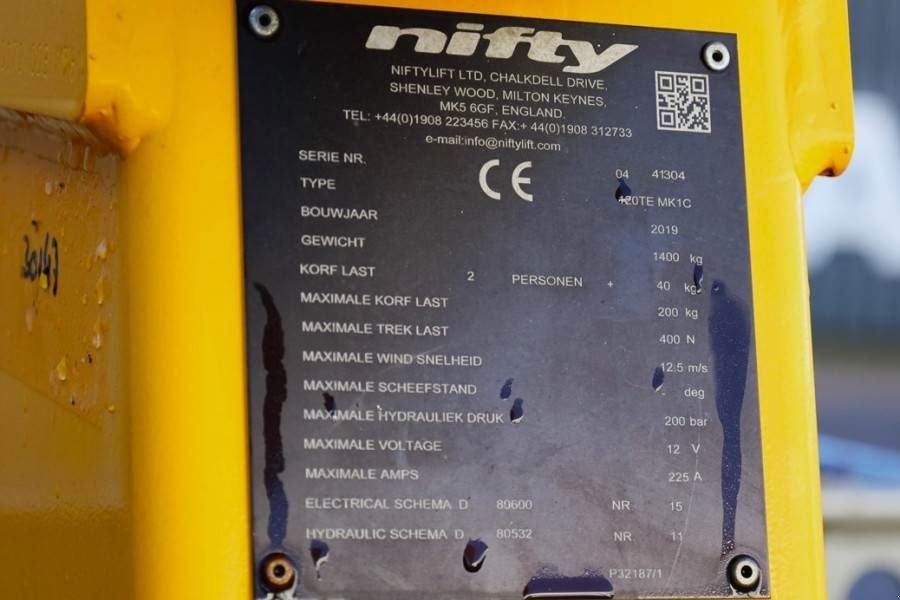 nifty
NIFTYLIFT LTD, CHALKDELL DRIVE,
SHENLEY WOOD, MILTON KEYNES,
MK5 6GF, ENGLAND.
TEL: +44(0)1908 223456 FAX:+ 44(0)1908 312733
e-mail:info@niftylift.com
CE
SERIE NR. 04 41304
TYPE 120TE MK1C
BOUWJAAR 2019
GEWICHT 1400 kg
KORF LAST 2 PERSONEN + 40 kg
MAXIMALE KORF LAST 200 kg
MAXIMALE TREK LAST 400 N
MAXIMALE WIND SNELHEID 12.5 m/s
MAXIMALE SCHEEFSTAND - deg
MAXIMALE HYDRAULIEK DRUK 200 bar
MAXIMALE VOLTAGE 12 V
MAXIMALE AMPS 225 A
ELECTRICAL SCHEMA D 80600 NR. 15
HYDRAULIC SCHEMA D 80532 NR. 11
P32187/1